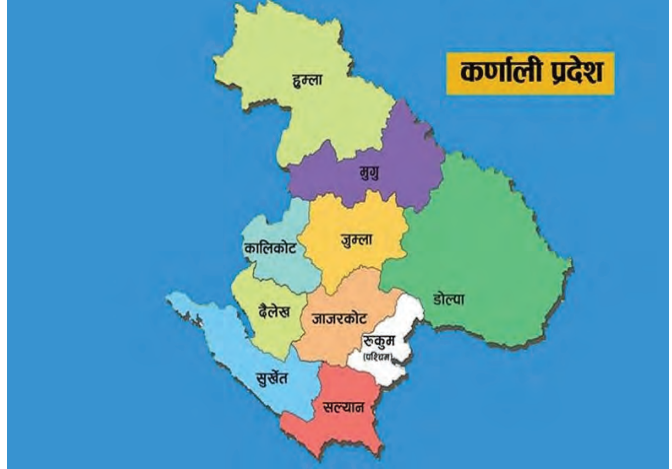 हुम्ला
कर्णाली प्रदेश
मुगु
कालिकोट
जुम्ला
डोल्पा
दैलेख
जाजरकोट
रुकुम
(पश्चिम)
सुर्खेत
सल्यान